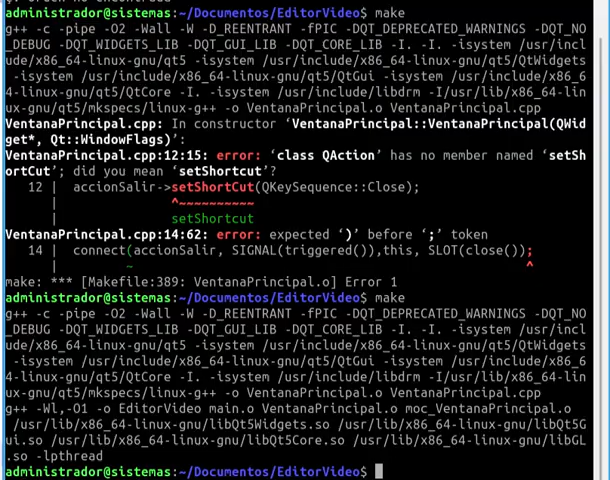 administrador@sistemas:~/Documentos/EditorVideo$ make
g++ -c -pipe -O2 -Wall -W -D_REENTRANT -fPIC -DQT_DEPRECATED_WARNINGS -DQT_NO
_DEBUG -DQT_WIDGETS_LIB -DQT_GUI_LIB -DQT_CORE_LIB -I. -I. -isystem /usr/incl
ude/x86_64-linux-gnu/qt5 -isystem /usr/include/x86_64-linux-gnu/qt5/QtWidgets
 -isystem /usr/include/x86_64-linux-gnu/qt5/QtGui -isystem /usr/include/x86_6
4-linux-gnu/qt5/QtCore -I. -isystem /usr/include/libdrm -I/usr/lib/x86_64-lin
ux-gnu/qt5/mkspecs/linux-g++ -o VentanaPrincipal.o VentanaPrincipal.cpp
VentanaPrincipal.cpp: In constructor ‘VentanaPrincipal::VentanaPrincipal(QWid
get*, Qt::WindowFlags)’:
VentanaPrincipal.cpp:12:15: error: ‘class QAction’ has no member named ‘setSh
ortCut’; did you mean ‘setShortcut’?
   12 |  accionSalir->setShortCut(QKeySequence::Close);
      |               ^~~~~~~~~~~
      |               setShortcut
VentanaPrincipal.cpp:14:62: error: expected ‘)’ before ‘;’ token
   14 |  connect(accionSalir, SIGNAL(triggered()),this, SLOT(close());
      |         ~                                                    ^
make: *** [Makefile:389: VentanaPrincipal.o] Error 1
administrador@sistemas:~/Documentos/EditorVideo$ make
g++ -c -pipe -O2 -Wall -W -D_REENTRANT -fPIC -DQT_DEPRECATED_WARNINGS -DQT_NO
_DEBUG -DQT_WIDGETS_LIB -DQT_GUI_LIB -DQT_CORE_LIB -I. -I. -isystem /usr/incl
ude/x86_64-linux-gnu/qt5 -isystem /usr/include/x86_64-linux-gnu/qt5/QtWidgets
 -isystem /usr/include/x86_64-linux-gnu/qt5/QtGui -isystem /usr/include/x86_6
4-linux-gnu/qt5/QtCore -I. -isystem /usr/include/libdrm -I/usr/lib/x86_64-lin
ux-gnu/qt5/mkspecs/linux-g++ -o VentanaPrincipal.o VentanaPrincipal.cpp
g++ -Wl,-O1 -o EditorVideo main.o VentanaPrincipal.o moc_VentanaPrincipal.o
 /usr/lib/x86_64-linux-gnu/libQt5Widgets.so /usr/lib/x86_64-linux-gnu/libQt5G
ui.so /usr/lib/x86_64-linux-gnu/libQt5Core.so /usr/lib/x86_64-linux-gnu/libGL
.so -lpthread
administrador@sistemas:~/Documentos/EditorVideo$